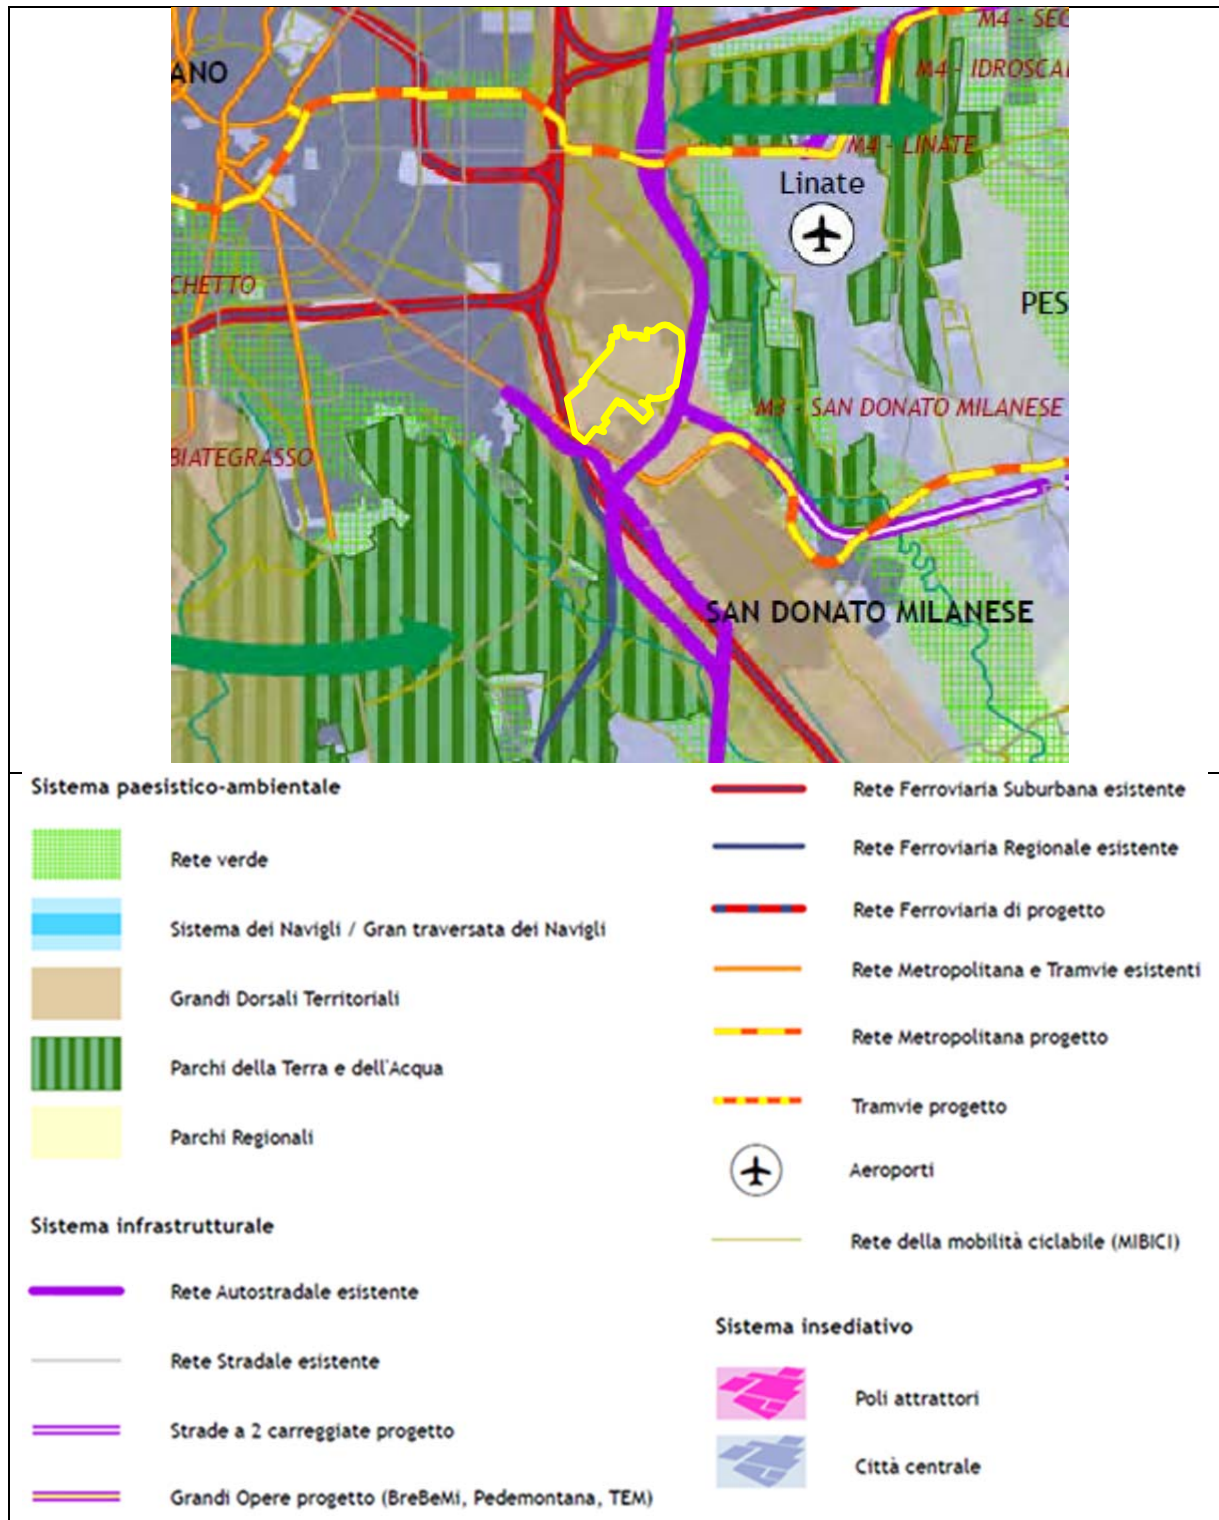 M4 - SEC
ANO
M4 - IDROSCA
M4 - LINATE
Linate
CHETTO
PES
M3 - SAN DONATO MILANESE
BIATEGRASSO
SAN DONATO MILANESE
Sistema paesistico-ambientale
Rete verde
Sistema dei Navigli / Gran traversata dei Navigli
Grandi Dorsali Territoriali
Parchi della Terra e dell'Acqua
Parchi Regionali
Sistema infrastrutturale
Rete Autostradale esistente
Rete Stradale esistente
Strade a 2 carreggiate progetto
Grandi Opere progetto (BreBeMi, Pedemontana, TEM)
Rete Ferroviaria Suburbana esistente
Rete Ferroviaria Regionale esistente
Rete Ferroviaria di progetto
Rete Metropolitana e Tramvie esistenti
Rete Metropolitana progetto
Tramvie progetto
Aeroporti
Rete della mobilità ciclabile (MIBICI)
Sistema insediativo
Poli attrattori
Città centrale